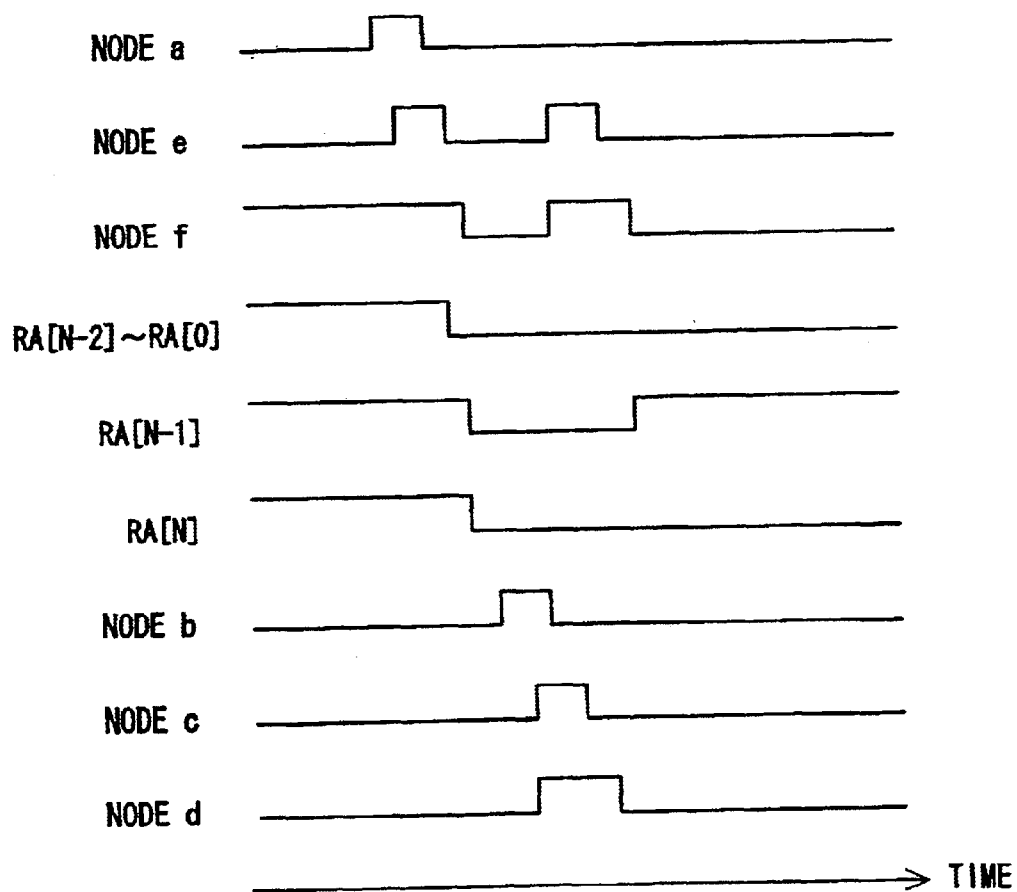 NODE a
NODE e
NODE f
RA[N-2]~RA[0]
RA[N-1]
RA[N]
NODE b
NODE c
NODE d
TIME